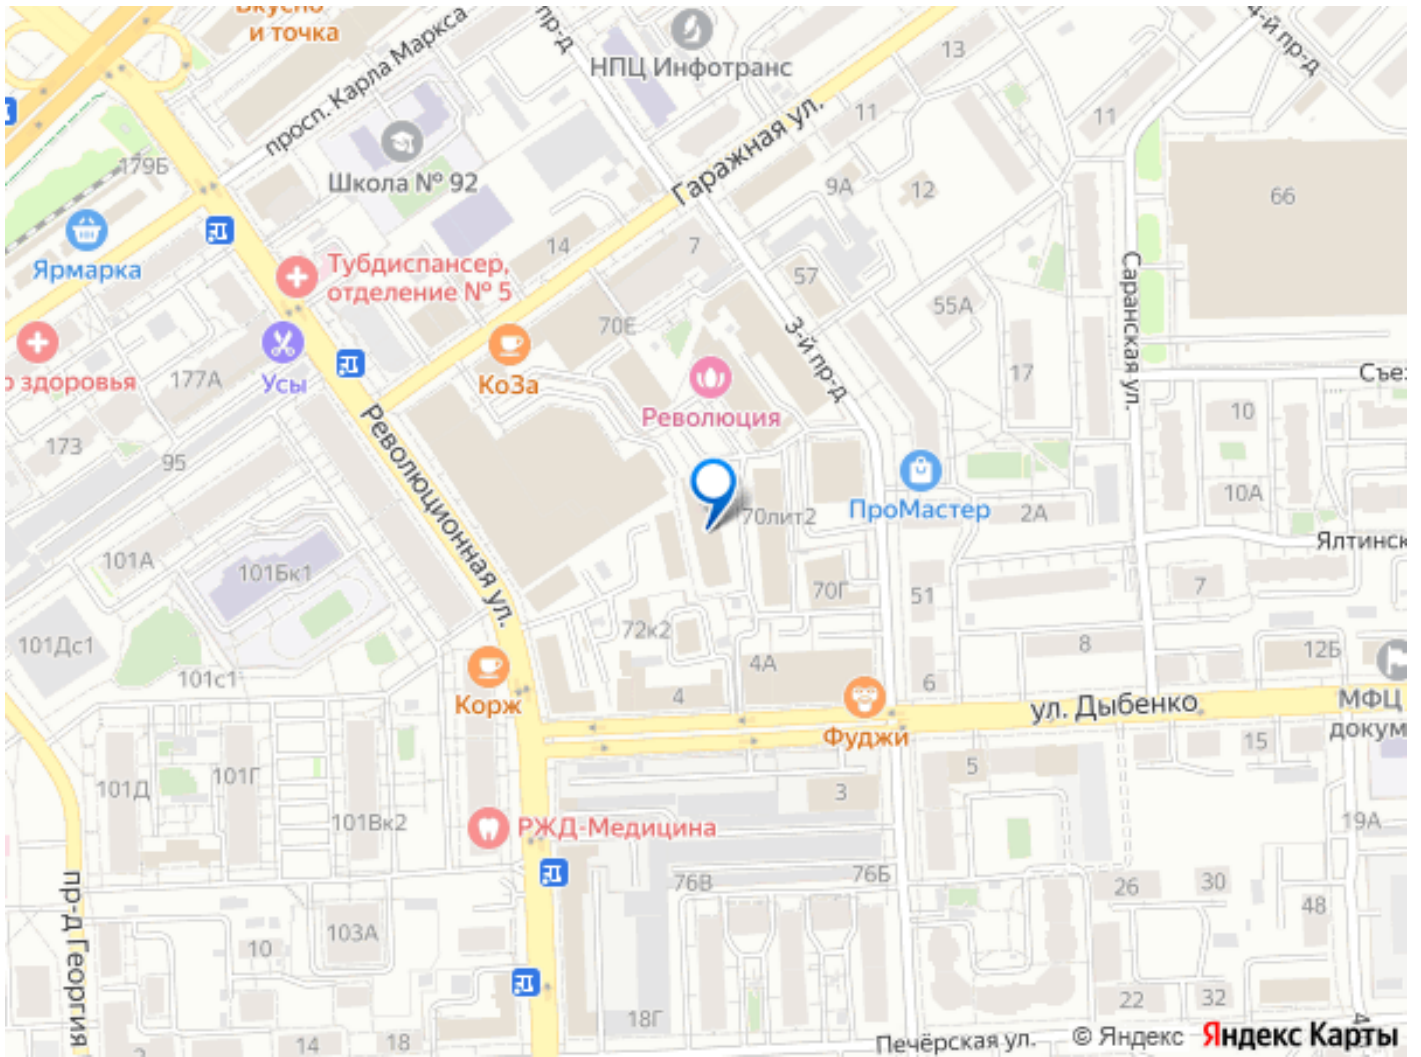 Вкусно
и точка
просп. Карла Маркса
пр-д
НПЦ Инфотранс
13
4-й пр-д
11
11
Гаражная ул.
179Б
Школа № 92
9А
12
66
Ярмарка
Тубдиспансер,
отделение № 5
14
7
57
55А
Саранская ул.
70Е
3-й пр-д
р здоровья
177А
Усы
КоЗа
Революция
17
Съез
10
173
95
Революционная ул.
10А
70лит2
ПроМастер
2А
Ялтинск
101А
101Бк1
7
70Г
51
101Дс1
72к2
8
12Б
101с1
4А
4
6
Корж
Фуджи
ул. Дыбенко
МФЦ
докум
101Д
101Г
5
15
3
101Вк2
РЖД-Медицина
19А
пр-д Георгия
76В
76Б
26
30
48
10
103А
18Г
22
32
2
14
18
Печёрская ул.
© Яндекс
Яндекс Карты